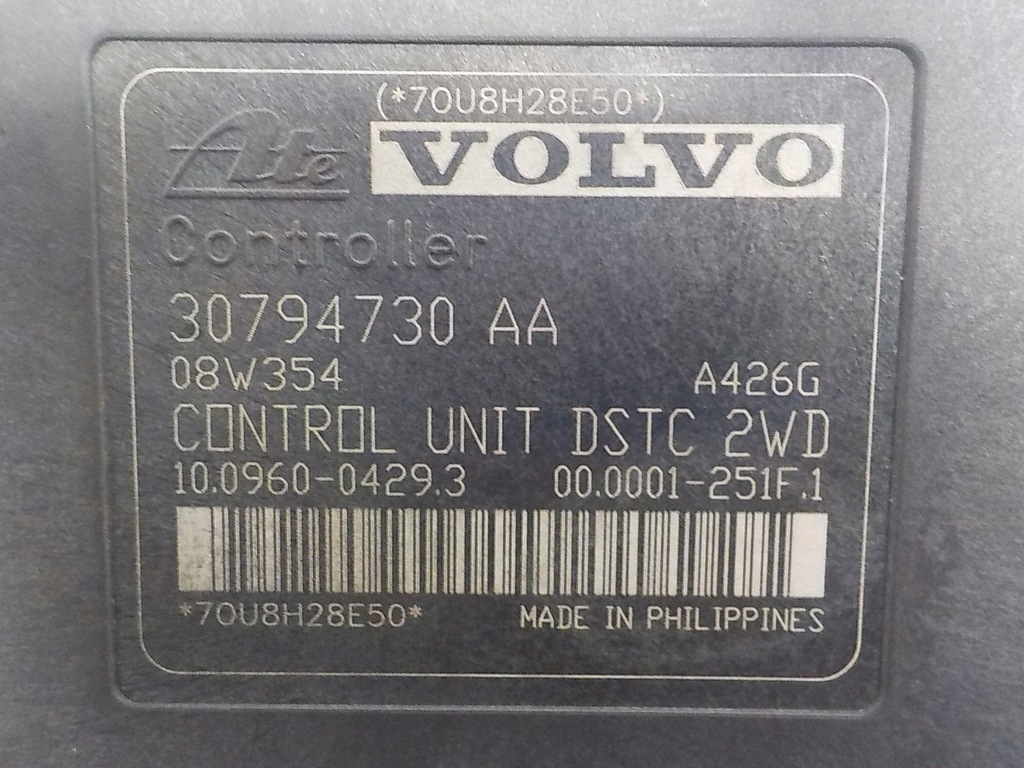 (*70U8H28E50*)
Ate VOLVO
Controller
30794730 AA
08W354 A426G
CONTROL UNIT DSTC 2WD
10.0960-0429.3 00.0001-251F.1
*70U8H28E50* MADE IN PHILIPPINES